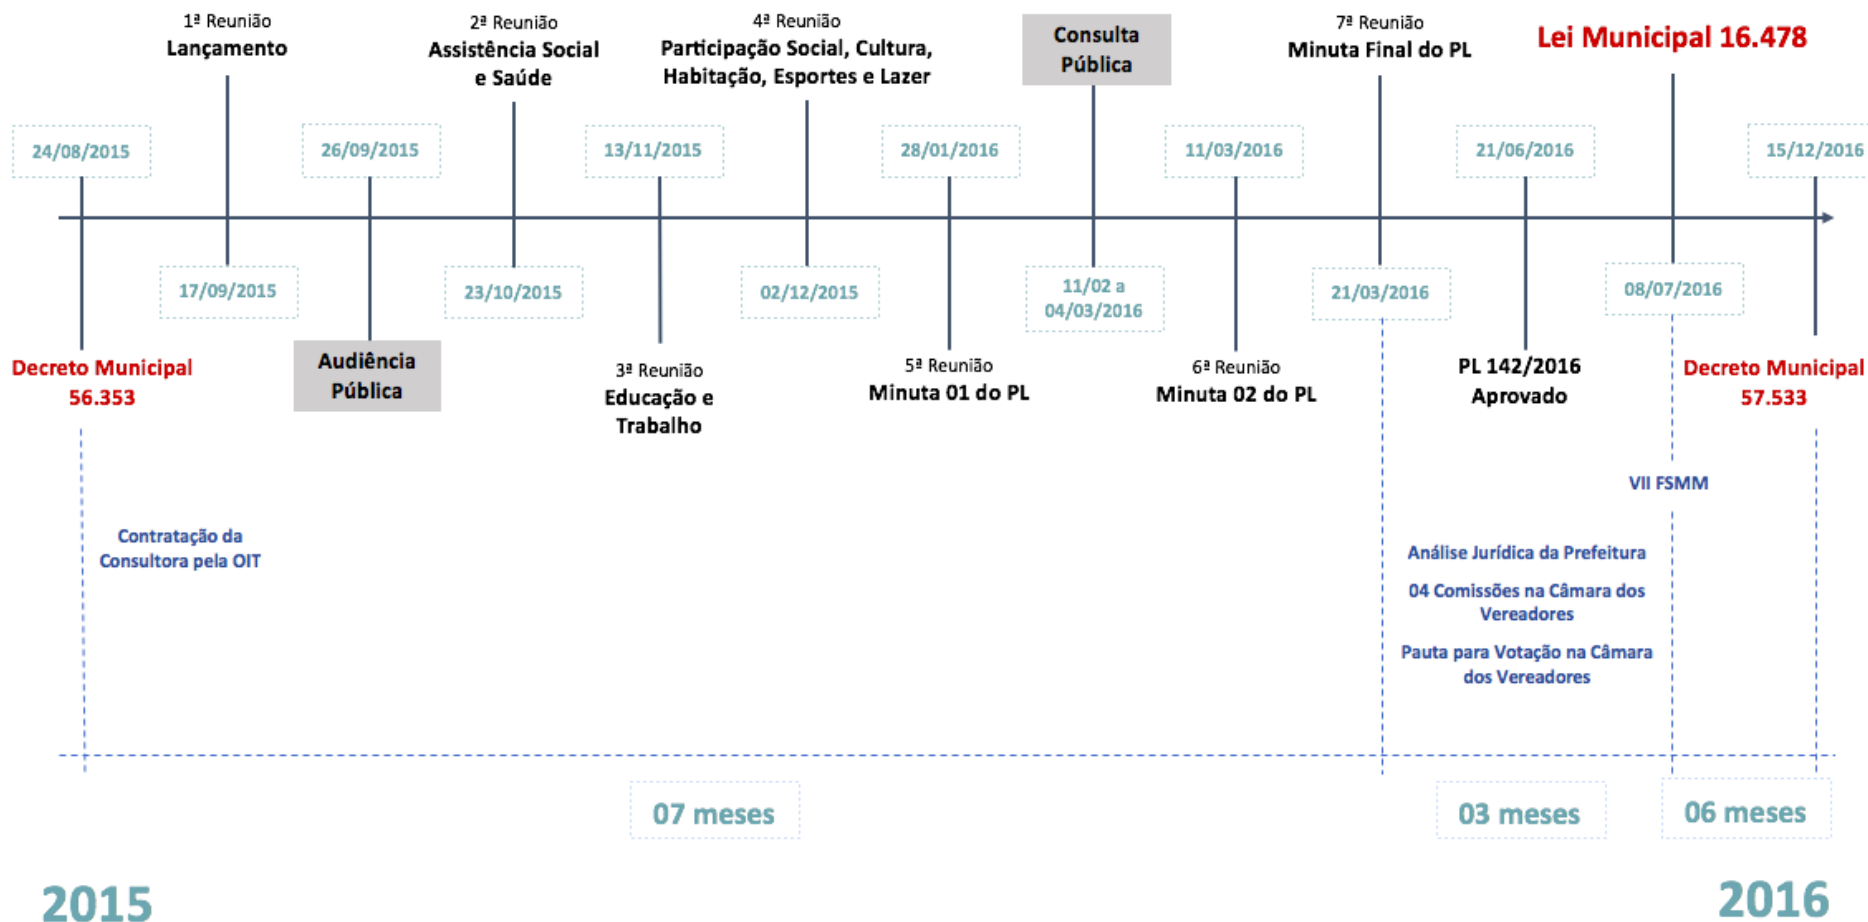 1ª Reunião
Lançamento
2ª Reunião
Assistência Social
e Saúde
4ª Reunião
Participação Social, Cultura,
Habitação, Esportes e Lazer
Consulta
Pública
7ª Reunião
Minuta Final do PL
Lei Municipal 16.478
24/08/2015
26/09/2015
13/11/2015
28/01/2016
11/03/2016
21/06/2016
15/12/2016
17/09/2015
23/10/2015
02/12/2015
11/02 a
04/03/2016
21/03/2016
08/07/2016
Decreto Municipal
56.353
Audiência
Pública
3ª Reunião
Educação e
Trabalho
5ª Reunião
Minuta 01 do PL
6ª Reunião
Minuta 02 do PL
PL 142/2016
Aprovado
Decreto Municipal
57.533
VII FSMM
Contratação da
Consultora pela OIT
Análise Jurídica da Prefeitura
04 Comissões na Câmara dos
Vereadores
Pauta para Votação na Câmara
dos Vereadores
07 meses
03 meses
06 meses
2015
2016